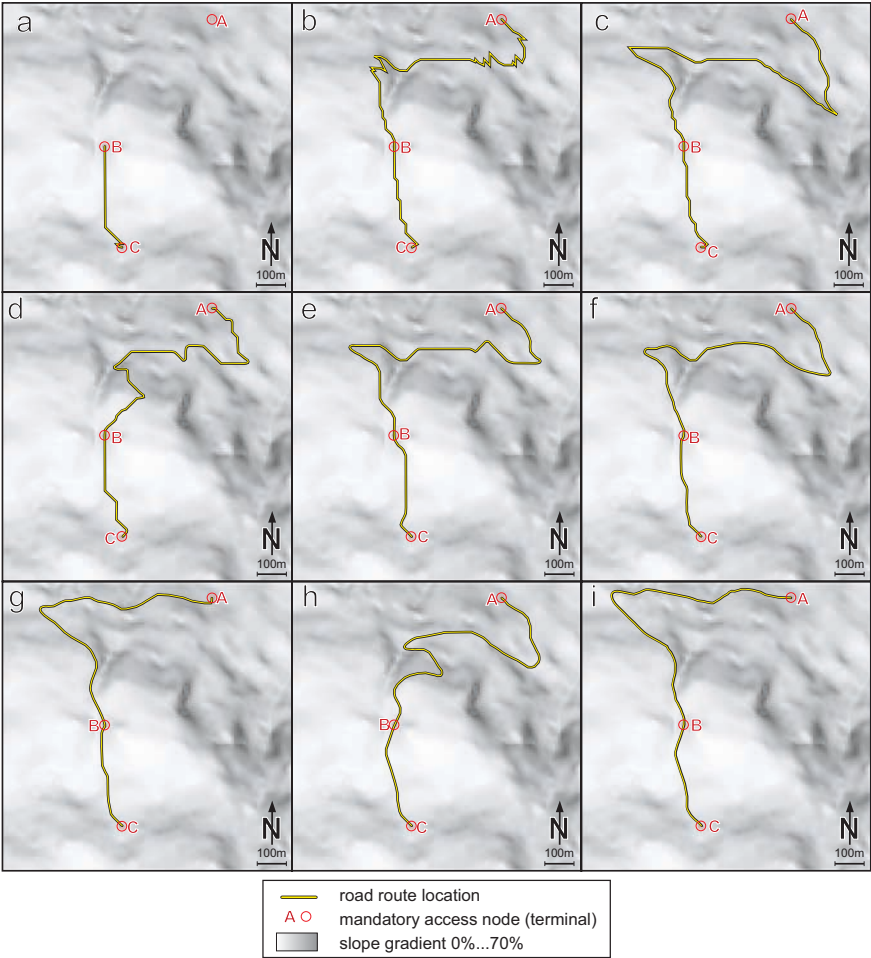 a
A
B
C
N
100m
b
A
B
C
N
100m
c
A
B
C
N
100m
d
A
B
C
N
100m
e
A
B
C
N
100m
f
A
B
C
N
100m
g
A
B
C
N
100m
h
A
B
C
N
100m
i
A
B
C
N
100m
road route location
A mandatory access node (terminal)
slope gradient 0%...70%